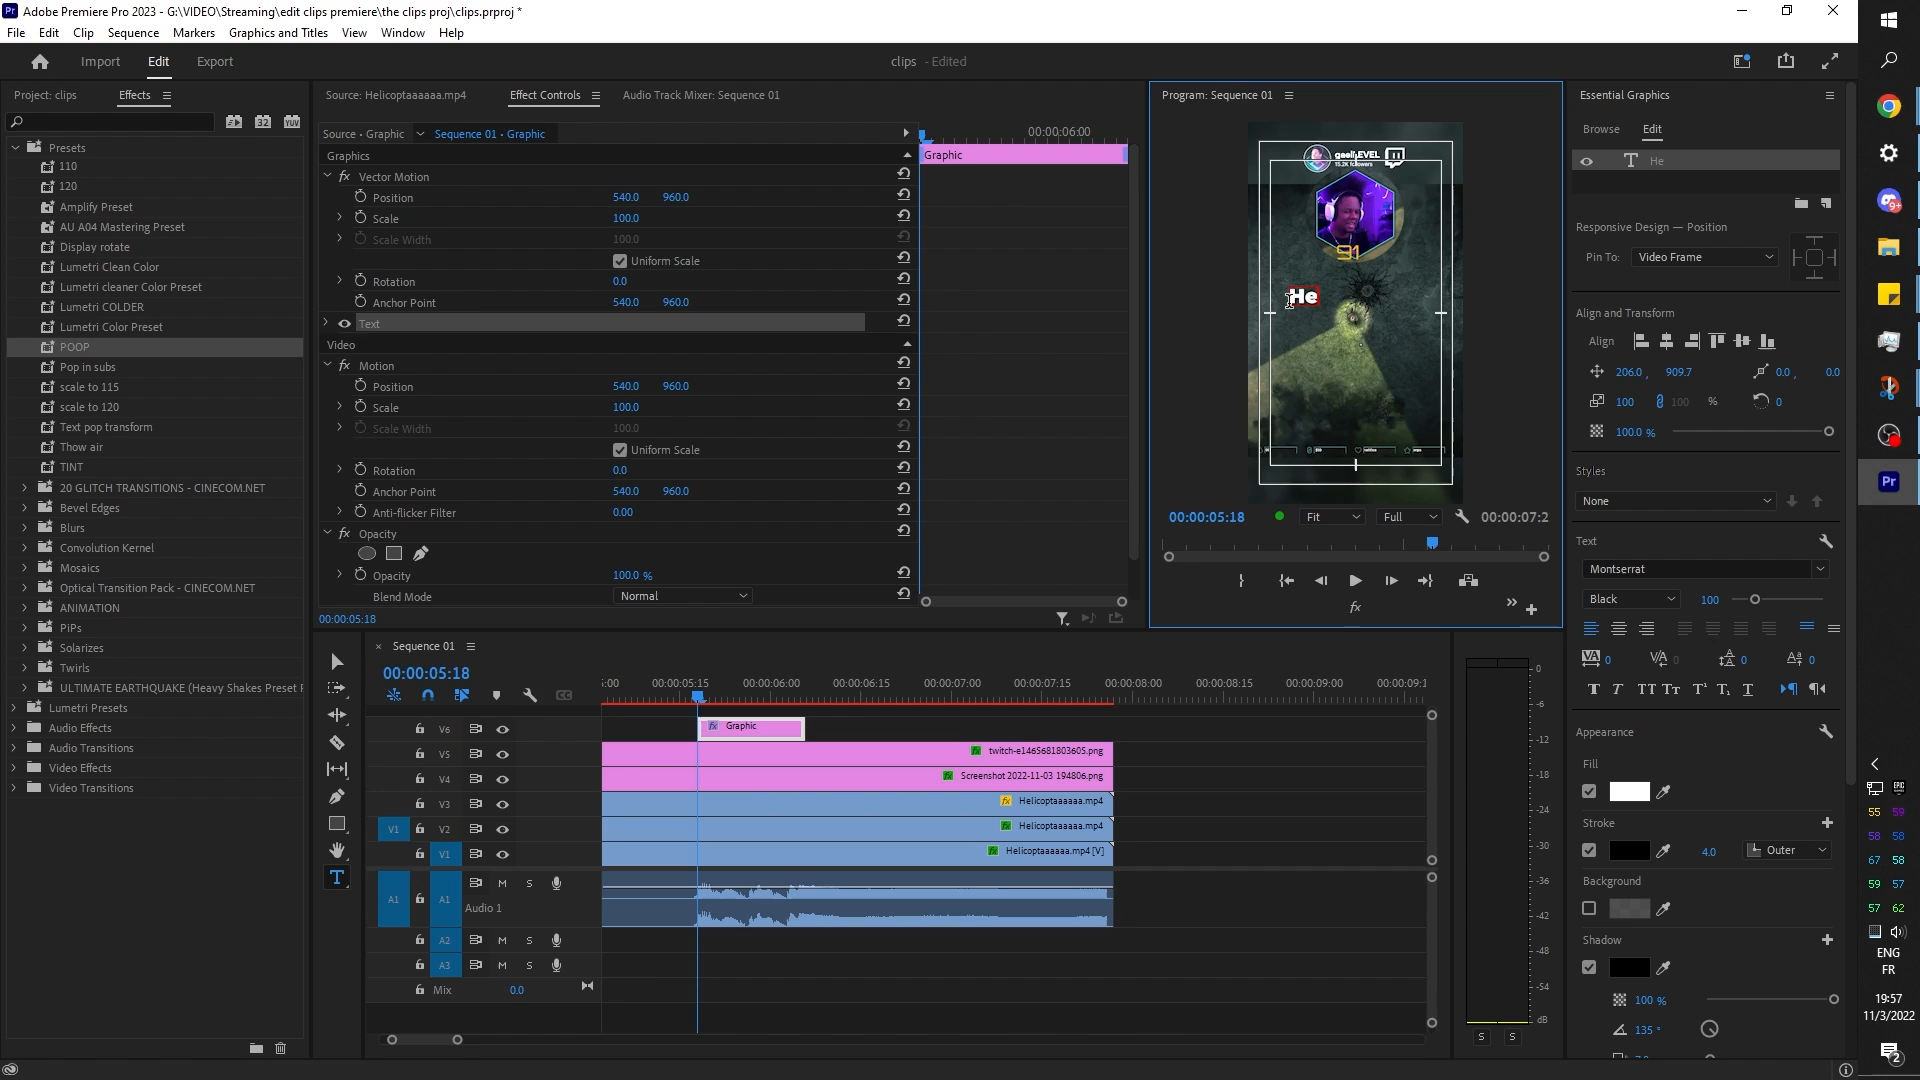 Adobe Premiere Pro 2023 - G:\VIDEO\Streaming\edit clips premiere\the clips proj\clips.prproj *
File Edit Clip Sequence Markers Graphics and Titles View Window Help
Import Edit Export
clips - Edited
Project: clips Effects
Presets
110
120
Amplify Preset
AU A04 Mastering Preset
Display rotate
Lumetri Clean Color
Lumetri cleaner Color Preset
Lumetri COLDER
Lumetri Color Preset
POOP
Pop in subs
scale to 115
scale to 120
Text pop transform
Thow air
TINT
20 GLITCH TRANSITIONS - CINECOM.NET
Bevel Edges
Blurs
Convolution Kernel
Mosaics
Optical Transition Pack - CINECOM.NET
ANIMATION
PiPs
Solarizes
Twirls
ULTIMATE EARTHQUAKE (Heavy Shakes Preset
Lumetri Presets
Audio Effects
Audio Transitions
Video Effects
Video Transitions
Source: Helicoptaaaaaa.mp4 Effect Controls Audio Track Mixer: Sequence 01
Source • Graphic Sequence 01 • Graphic
00:00:06:00
Graphics
Graphic
Vector Motion
Position 540.0 960.0
Scale 100.0
Scale Width 100.0
Uniform Scale
Rotation 0.0
Anchor Point 540.0 960.0
Text
Video
Motion
Position 540.0 960.0
Scale 100.0
Scale Width 100.0
Uniform Scale
Rotation 0.0
Anchor Point 540.0 960.0
Anti-flicker Filter 0.00
Opacity
Opacity 100.0 %
Blend Mode Normal
00:00:05:18
Program: Sequence 01
15.2K followers
91
He
00:00:05:18 Fit Full 00:00:07:2
fx
Essential Graphics
Browse Edit
He
Responsive Design — Position
Pin To: Video Frame
Align and Transform
Align
206.0 , 909.7 0.0 , 0.0
100 100 % 0
100.0 %
Styles
None
Text
Montserrat
Black 100
0 0 0 0
Appearance
Fill
Stroke
4.0 Outer
Background
Shadow
100 %
135 °
Sequence 01
00:00:05:18
:00 00:00:05:15 00:00:06:00 00:00:06:15 00:00:07:00 00:00:07:15 00:00:08:00 00:00:08:15 00:00:09:00 00:00:09:1
V6 Graphic
V5 twitch-e1465681803605.png
V4 Screenshot 2022-11-03 194806.png
V3 Helicoptaaaaaa.mp4
V1 V2 Helicoptaaaaaa.mp4
V1 Helicoptaaaaaa.mp4 [V]
A1 A1 M S
Audio 1
A2 M S
A3 M S
Mix 0.0
0
-6
-12
-18
-24
-30
-36
-42
-48
-54
dB
S S
9+
Pr
EPIC
55 59
58 58
67 58
59 57
57 62
ENG
FR
19:57
11/3/2022
2